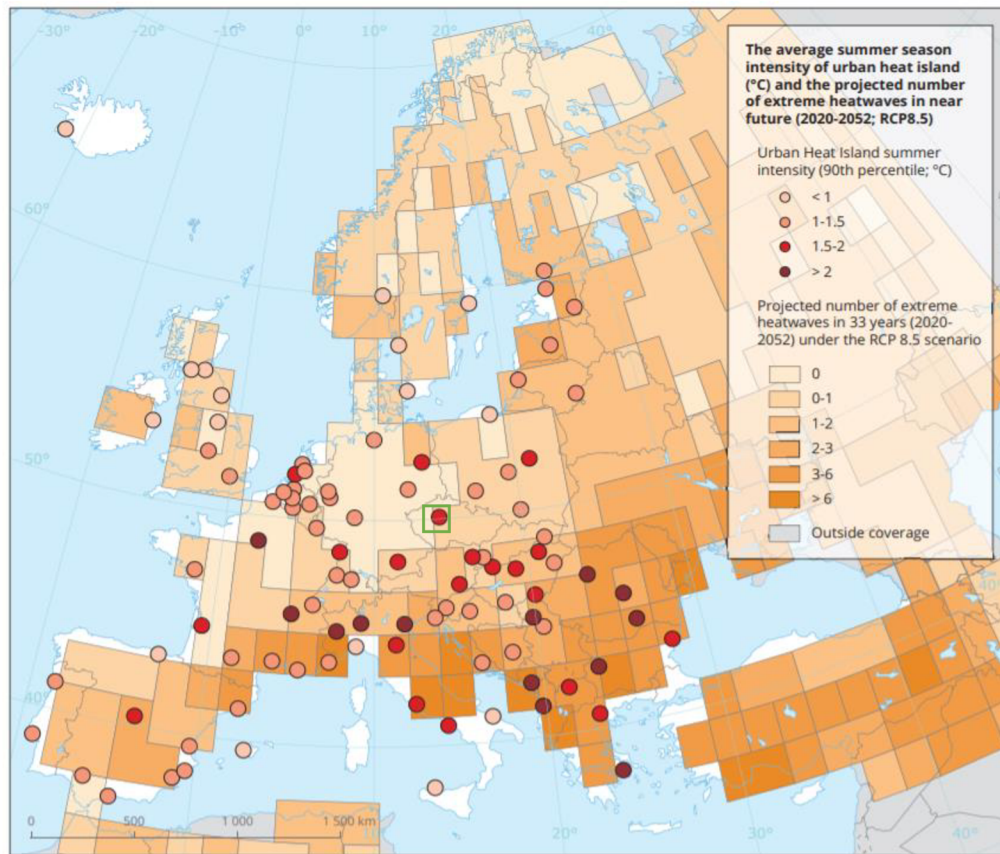 -30°
-20°
-10°
0°
10°
20°
30°
50
60°
50°
40°
40°
20°
30°
40°
The average summer season
intensity of urban heat island
(°C) and the projected number
of extreme heatwaves in near
future (2020-2052; RCP8.5)
Urban Heat Island summer
intensity (90th percentile; °C)
< 1
1-1.5
1.5-2
> 2
Projected number of extreme
heatwaves in 33 years (2020-
2052) under the RCP 8.5 scenario
0
0-1
1-2
2-3
3-6
> 6
Outside coverage
0 500 1 000 1 500 km